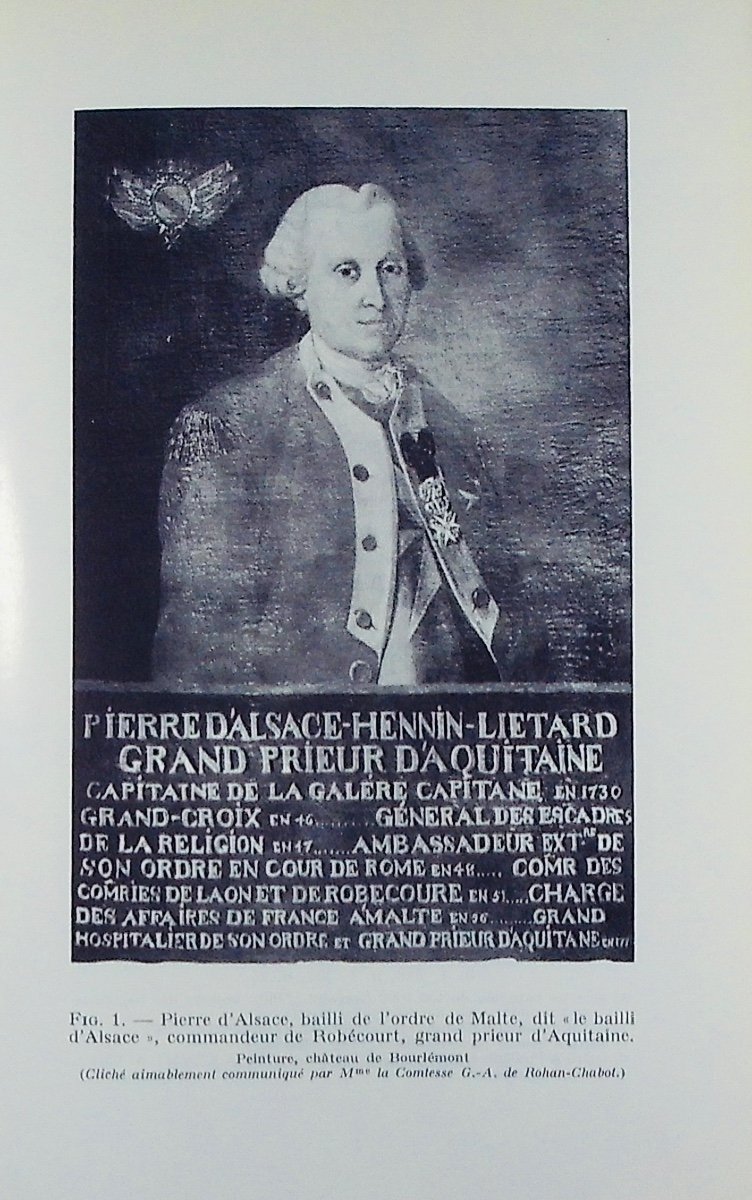 PIERRE D'ALSACE-HENNIN-LIETARD
GRAND PRIEUR D'AQUITAINE
CAPITAINE DE LA GALÉRE CAPITANE EN 1730
GRAND-CROIX EN 46........GÉNÉRAL DES ESCADRES
DE LA RELIGION EN 47......AMBASSADEUR EXT.RE DE
SON ORDRE EN COUR DE ROME EN 48...., COMR DES
COMRIES DE LAON ET DE ROBECOURE EN 51....CHARGE
DES AFFAIRES DE FRANCE AMALTE EN 56.......GRAND
HOSPITALIER DE SON ORDRE ET GRAND PRIEUR D'AQUITANE
FIG. 1. — Pierre d'Alsace, bailli de l'ordre de Malte, dit « le bailli
d'Alsace », commandeur de Robécourt, grand prieur d'Aquitaine.
Peinture, château de Bourlémont
(Cliché aimablement communiqué par Mme la Comtesse G.-A. de Rohan-Chabot.)